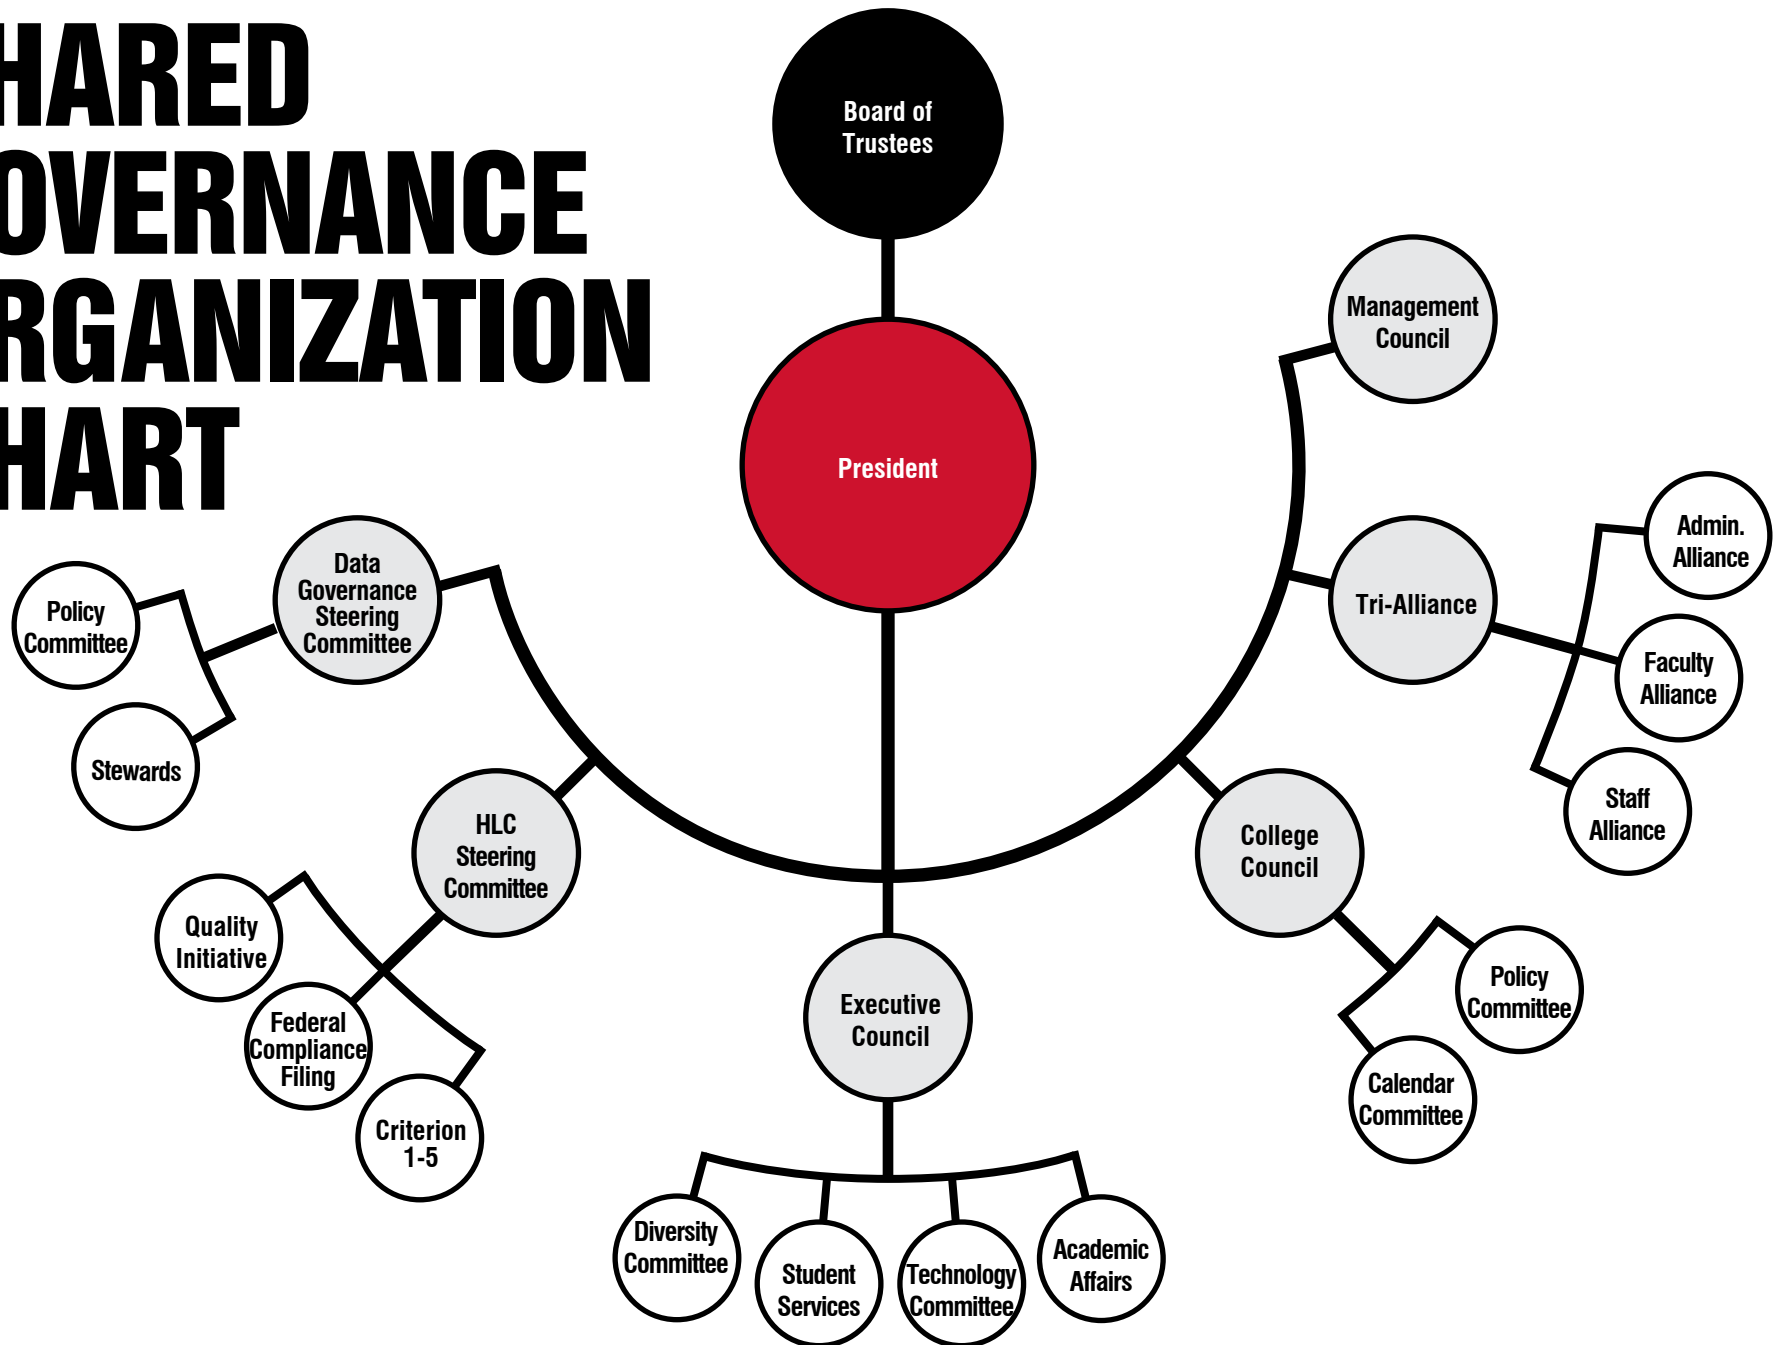 HARED
OVERNANCE
RGANIZATION
HART
Board of
Trustees
President
Management
Council
Tri-Alliance
Admin.
Alliance
Faculty
Alliance
Staff
Alliance
College
Council
Policy
Committee
Calendar
Committee
Executive
Council
Diversity
Committee
Student
Services
Technology
Committee
Academic
Affairs
HLC
Steering
Committee
Quality
Initiative
Federal
Compliance
Filing
Criterion
1-5
Data
Governance
Steering
Committee
Policy
Committee
Stewards